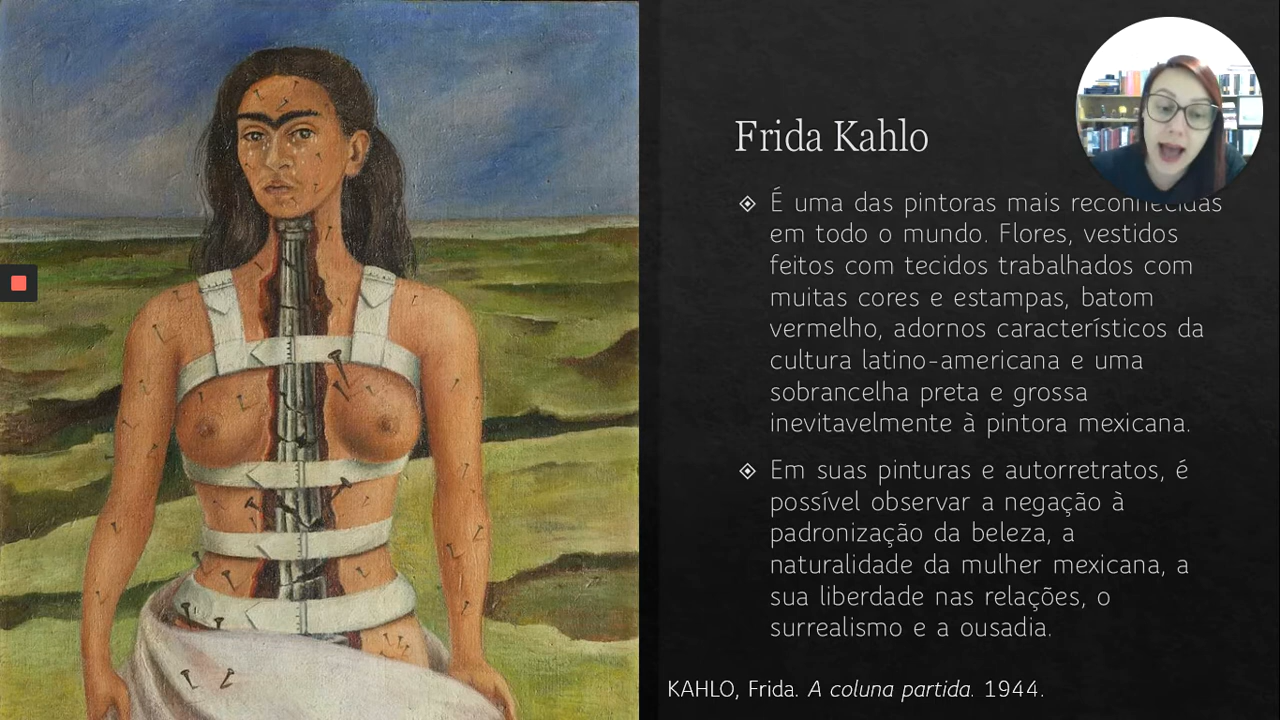 Frida Kahlo
É uma das pintoras mais reconhecidas
em todo o mundo. Flores, vestidos
feitos com tecidos trabalhados com
muitas cores e estampas, batom
vermelho, adornos característicos da
cultura latino-americana e uma
sobrancelha preta e grossa
inevitavelmente à pintora mexicana.
Em suas pinturas e autorretratos, é
possível observar a negação à
padronização da beleza, a
naturalidade da mulher mexicana, a
sua liberdade nas relações, o
surrealismo e a ousadia.
KAHLO, Frida. A coluna partida. 1944.